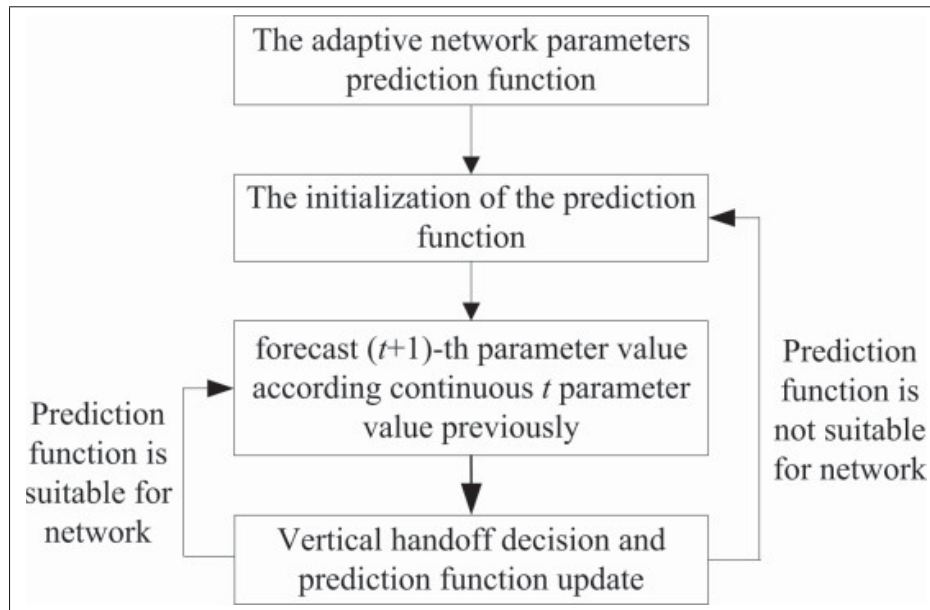 The adaptive network parameters
prediction function
The initialization of the prediction
function
forecast (t+1)-th parameter value
according continuous t parameter
value previously
Prediction
function is
suitable for
network
Prediction
function is
not suitable
for network
Vertical handoff decision and
prediction function update